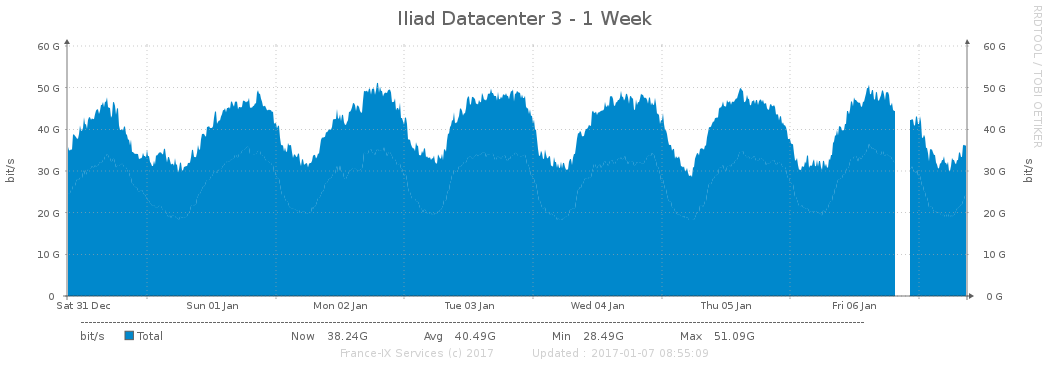 Iliad Datacenter 3 - 1 Week
RRDTOOL / TOBI OETIKER
60 G 60 G
50 G 50 G
40 G 40 G
30 G 30 G
20 G 20 G
10 G 10 G
0 0 G
bit/s bit/s
Sat 31 Dec Sun 01 Jan Mon 02 Jan Tue 03 Jan Wed 04 Jan Thu 05 Jan Fri 06 Jan
bit/s Total Now 38.24G Avg 40.49G Min 28.49G Max 51.09G
France-IX Services (c) 2017 Updated : 2017-01-07 08:55:09